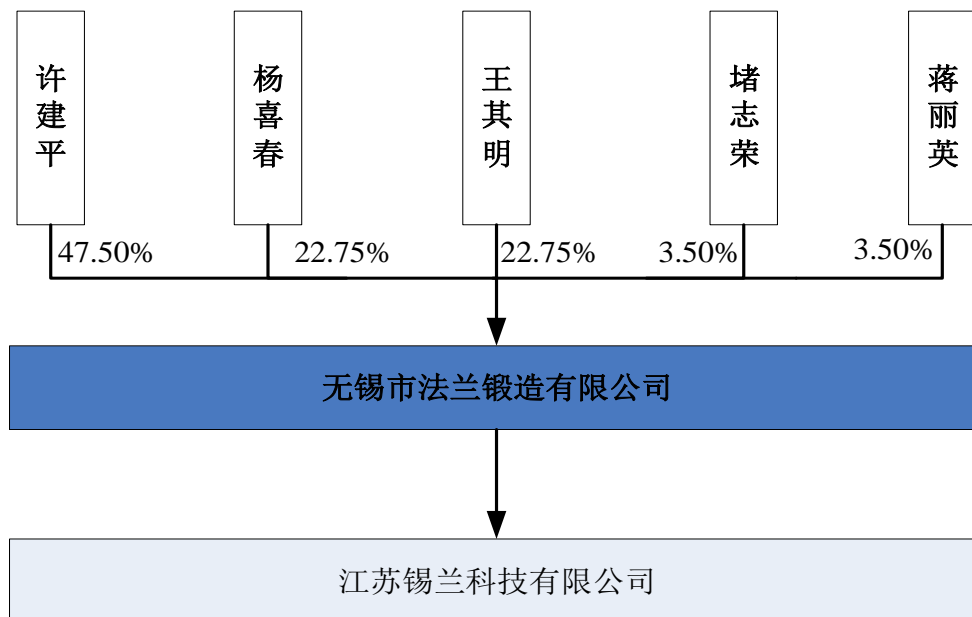 许建平
杨喜春
王其明
堵志荣
蒋丽英
47.50%
22.75%
22.75%
3.50%
3.50%
无锡市法兰锻造有限公司
江苏锡兰科技有限公司